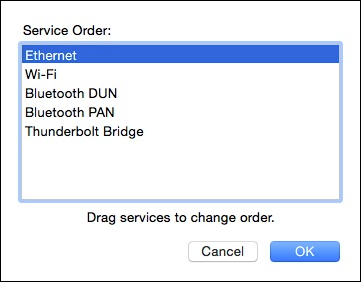 Service Order:
Ethernet
Wi-Fi
Bluetooth DUN
Bluetooth PAN
Thunderbolt Bridge
Drag services to change order.
Cancel
OK